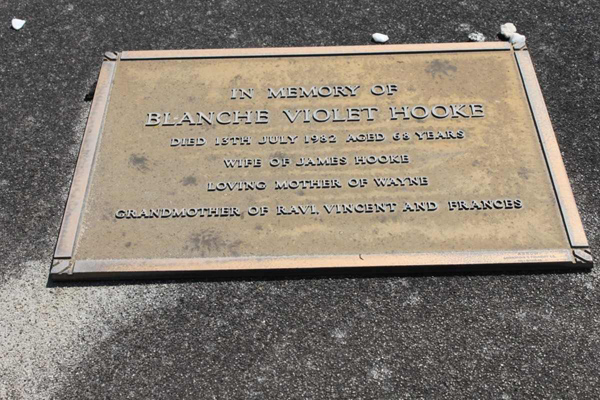 IN MEMORY OF
BLANCHE VIOLET HOOKE
DIED 13TH JULY 1982 AGED 68 YEARS
WIFE OF JAMES HOOKE
LOVING MOTHER OF WAYNE
GRANDMOTHER OF RAVI, VINCENT AND FRANCES